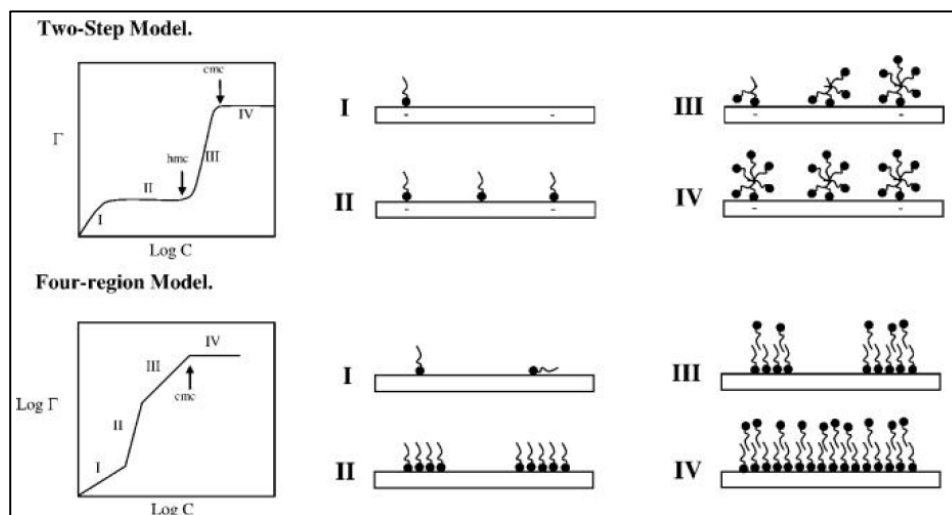 Two-Step Model.
cmc
IV
Γ
hmc
III
II
I
Log C
I
- -
II
- -
III
- -
IV
- -
Four-region Model.
IV
III
cmc
Log Γ
II
I
Log C
I
II
III
IV